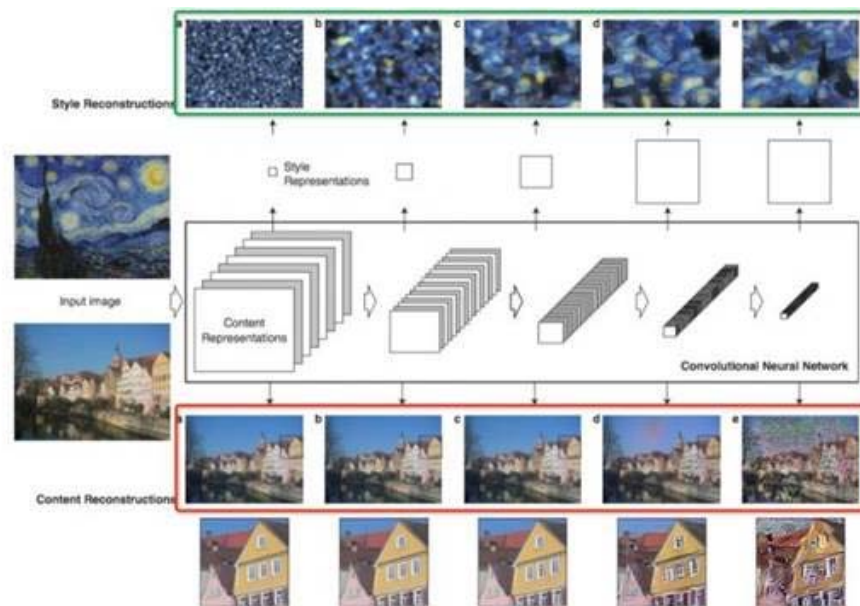 a b c d e
Style Reconstructions
Style
Representations
Input image
Content
Representations
Convolutional Neural Network
a b c d e
Content Reconstructions